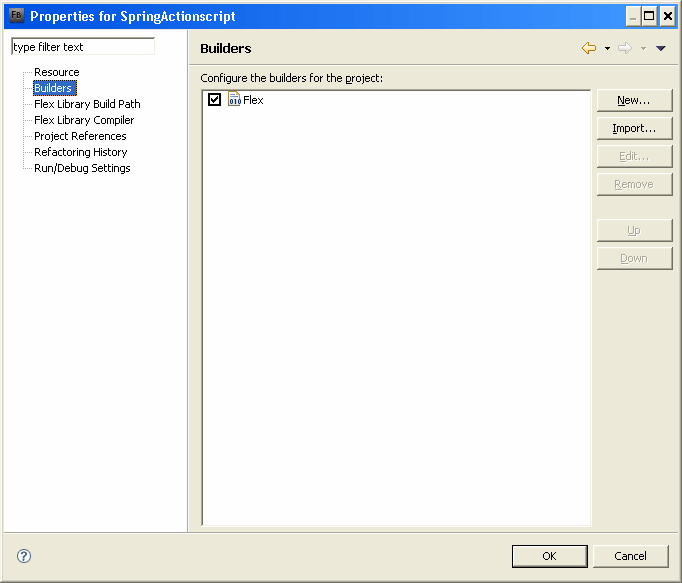 FB Properties for SpringActionscript
type filter text
Resource
Builders
Flex Library Build Path
Flex Library Compiler
Project References
Refactoring History
Run/Debug Settings
Builders
Configure the builders for the project:
010 Flex
New...
Import...
Edit...
Remove
Up
Down
?
OK
Cancel